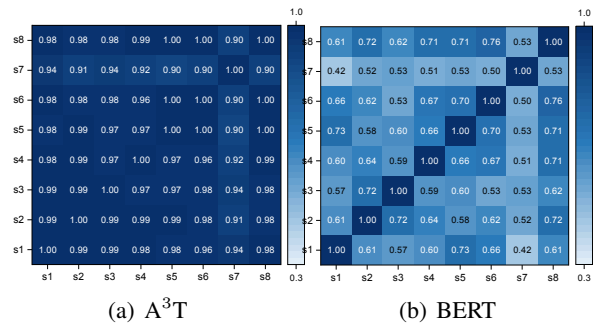 1.0
1.0
s8 0.98 0.98 0.98 0.99 1.00 1.00 0.90 1.00
s7 0.94 0.91 0.94 0.92 0.90 0.90 1.00 0.90
s6 0.98 0.98 0.98 0.96 1.00 1.00 0.90 1.00
s5 0.98 0.99 0.97 0.97 1.00 1.00 0.90 1.00
s4 0.98 0.99 0.97 1.00 0.97 0.96 0.92 0.99
s3 0.99 0.99 1.00 0.97 0.97 0.98 0.94 0.98
s2 0.99 1.00 0.99 0.99 0.99 0.98 0.91 0.98
s1 1.00 0.99 0.99 0.98 0.98 0.96 0.94 0.98
s1 s2 s3 s4 s5 s6 s7 s8
0.3
(a) A³T
s8 0.61 0.72 0.62 0.71 0.71 0.76 0.53 1.00
s7 0.42 0.52 0.53 0.51 0.53 0.50 1.00 0.53
s6 0.66 0.62 0.53 0.67 0.70 1.00 0.50 0.76
s5 0.73 0.58 0.60 0.66 1.00 0.70 0.53 0.71
s4 0.60 0.64 0.59 1.00 0.66 0.67 0.51 0.71
s3 0.57 0.72 1.00 0.59 0.60 0.53 0.53 0.62
s2 0.61 1.00 0.72 0.64 0.58 0.62 0.52 0.72
s1 1.00 0.61 0.57 0.60 0.73 0.66 0.42 0.61
s1 s2 s3 s4 s5 s6 s7 s8
0.3
(b) BERT